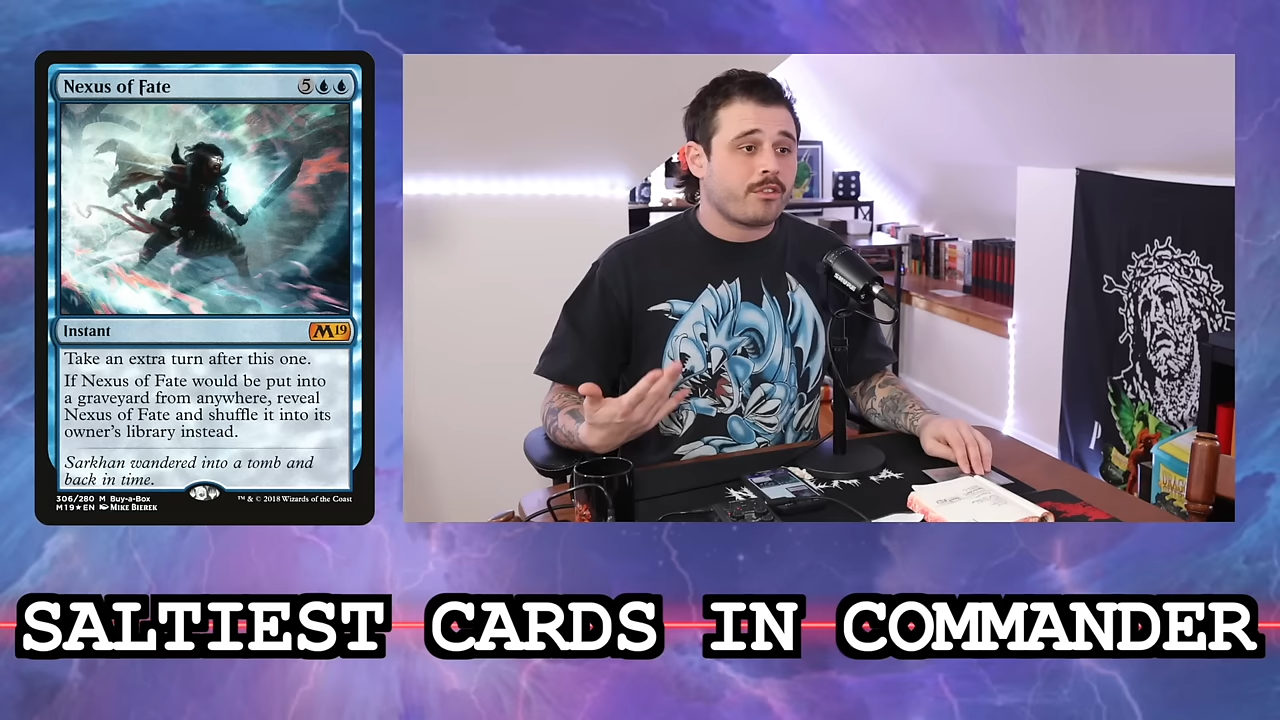 Nexus of Fate 5
Instant M19
Take an extra turn after this one.
If Nexus of Fate would be put into
a graveyard from anywhere, reveal
Nexus of Fate and shuffle it into its
owner's library instead.
Sarkhan wandered into a tomb and
back in time.
306/280 M Buy-a-Box
™ & © 2018 Wizards of the Coast
M19★EN Mike Bierek
SHURE
P
SALTIEST CARDS IN COMMANDER